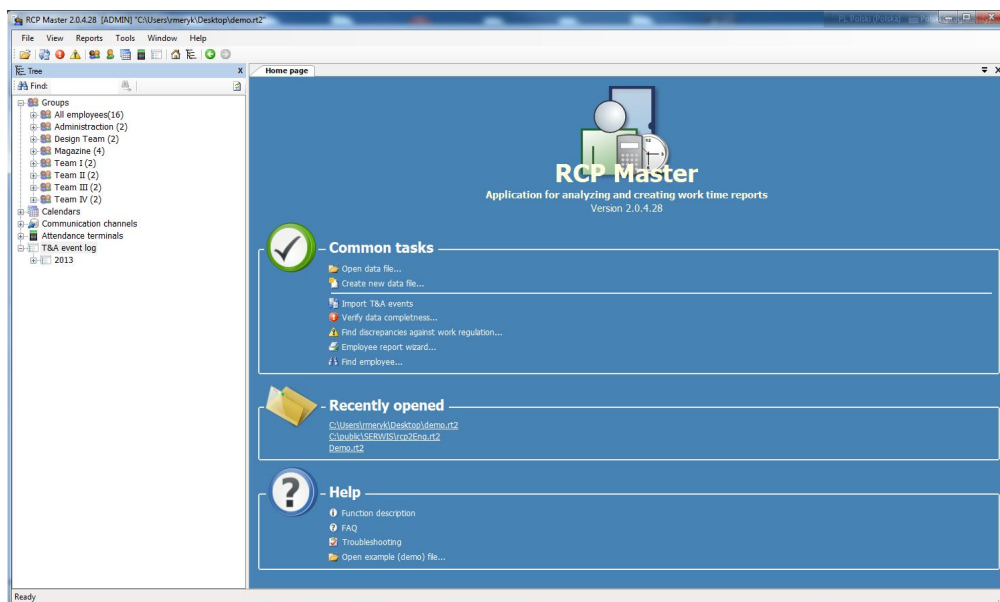 RCP Master 2.0.4.28 [ADMIN] "C:\Users\rmeryk\Desktop\demo.rt2"
PL Polski (Polska)
File View Reports Tools Window Help
Tree X
Home page
Find:
Groups
All employees(16)
Administraction (2)
Design Team (2)
Magazine (4)
Team I (2)
Team II (2)
Team III (2)
Team IV (2)
Calendars
Communication channels
Attendance terminals
T&A event log
2013
RCP Master
Application for analyzing and creating work time reports
Version 2.0.4.28
Common tasks
Open data file...
Create new data file...
Import T&A events
Verify data completness...
Find discrepancies against work regulation...
Employee report wizard...
Find employee...
Recently opened
C:\Users\rmeryk\Desktop\demo.rt2
C:\public\SERWIS\rcp2Eng.rt2
Demo.rt2
Help
Function description
FAQ
Troubleshooting
Open example (demo) file...
Ready